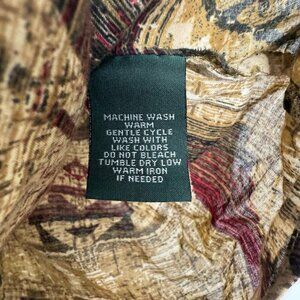 MACHINE WASH
WARM
GENTLE CYCLE
WASH WITH
LIKE COLORS
DO NOT BLEACH
TUMBLE DRY LOW
WARM IRON
IF NEEDED